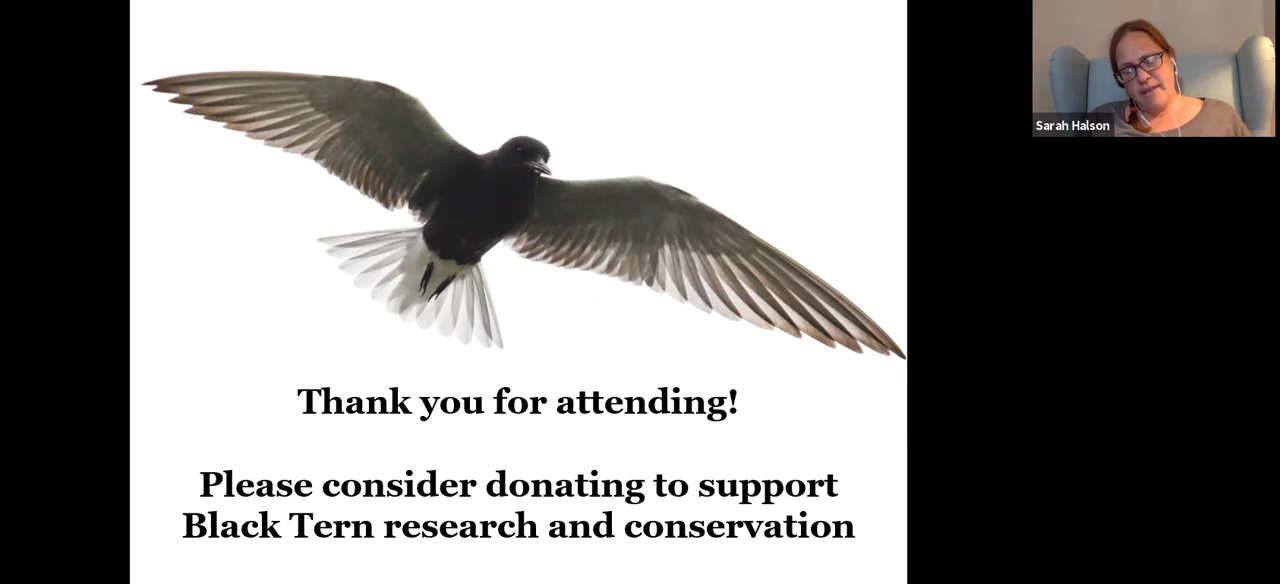 Sarah Halson
Thank you for attending!
Please consider donating to support
Black Tern research and conservation